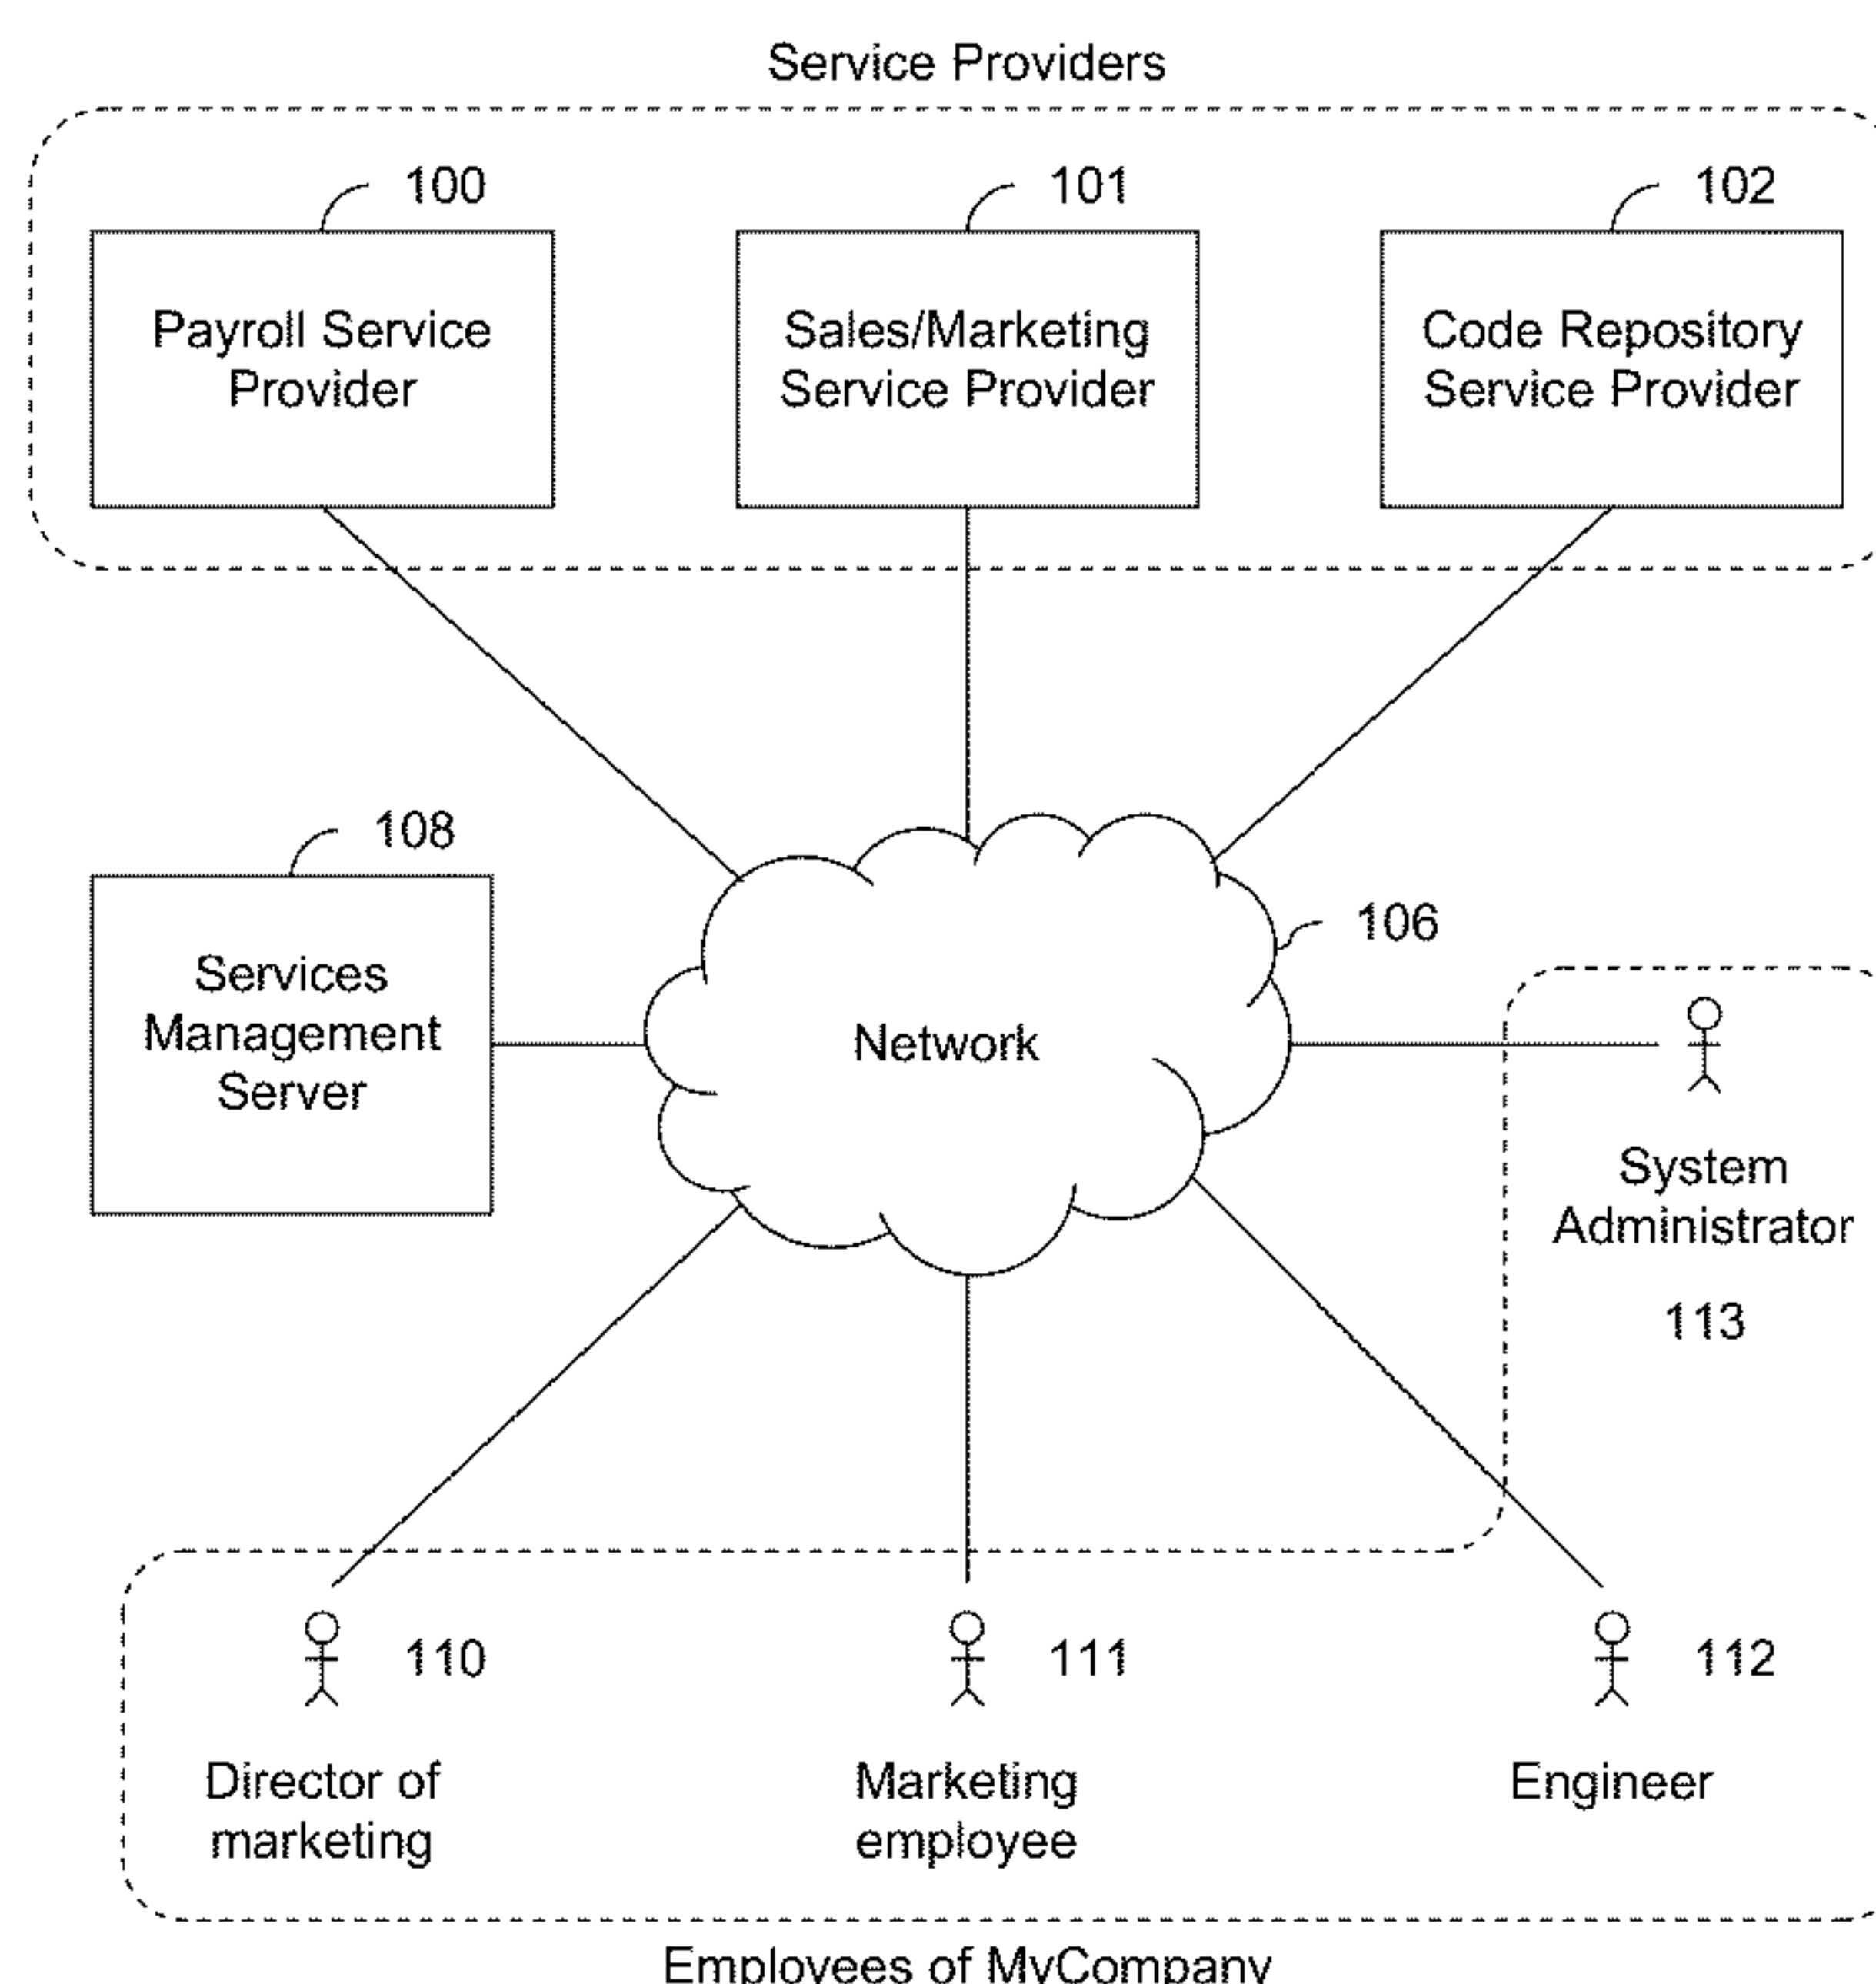 Service Providers
100
101
102
Payroll Service
Provider
Sales/Marketing
Service Provider
Code Repository
Service Provider
108
106
Services
Management
Server
Network
System
Administrator
113
110
111
112
Director of
marketing
Marketing
employee
Engineer
Employees of MyCompany